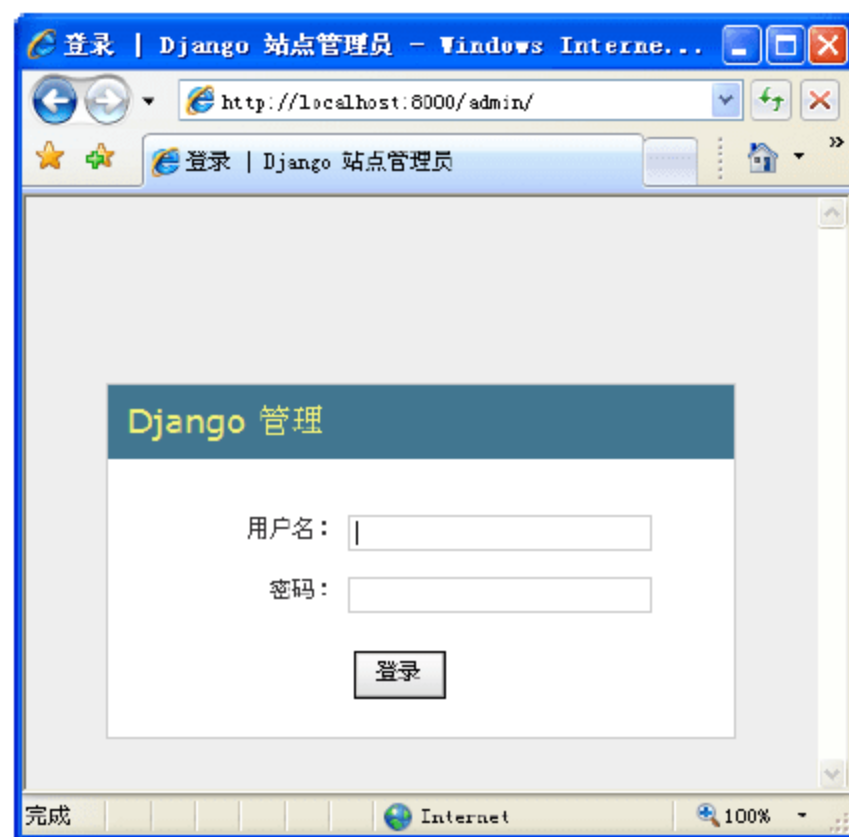 登录 | Django 站点管理员 - Windows Interne...
http://localhost:8000/admin/
登录 | Django 站点管理员
Django 管理
用户名：
密码：
登录
完成
Internet
100%